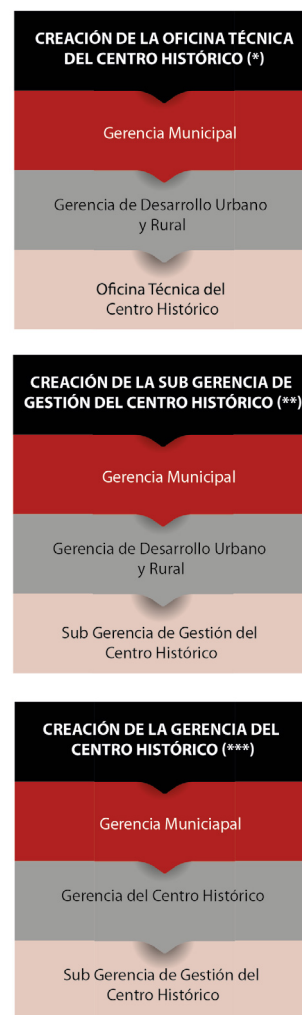 CREACIÓN DE LA OFICINA TÉCNICA
DEL CENTRO HISTÓRICO (*)
Gerencia Municipal
Gerencia de Desarrollo Urbano
y Rural
Oficina Técnica del
Centro Histórico
CREACIÓN DE LA SUB GERENCIA DE
GESTIÓN DEL CENTRO HISTÓRICO (**)
Gerencia Municipal
Gerencia de Desarrollo Urbano
y Rural
Sub Gerencia de Gestión del
Centro Histórico
CREACIÓN DE LA GERENCIA DEL
CENTRO HISTÓRICO (***)
Gerencia Municiapal
Gerencia del Centro Histórico
Sub Gerencia de Gestión del
Centro Histórico